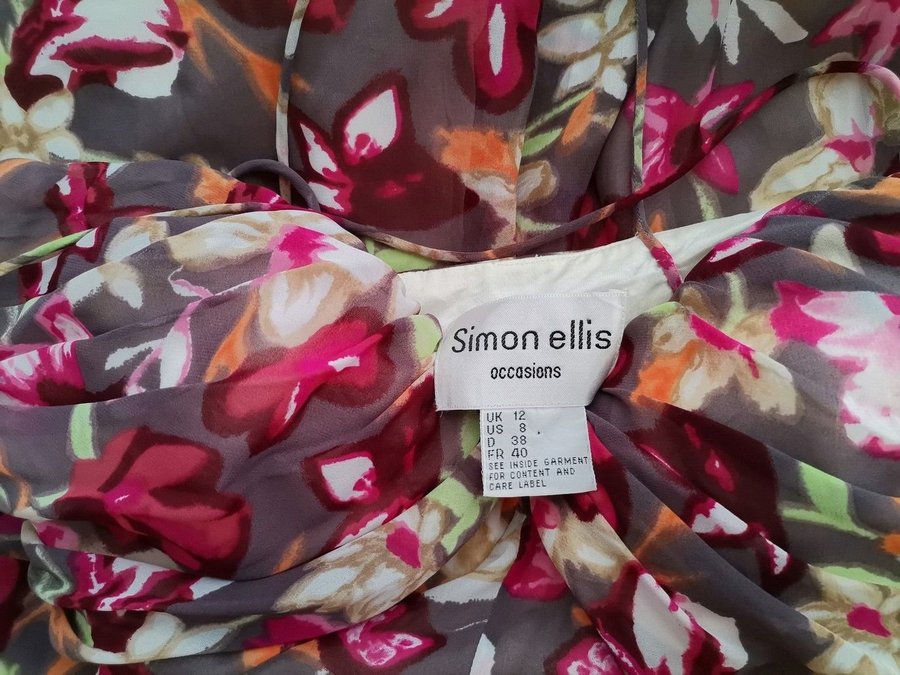 Simon ellis
occasions
UK 12
US 8
D 38
FR 40
SEE INSIDE GARMENT
FOR CONTENT AND
CARE LABEL